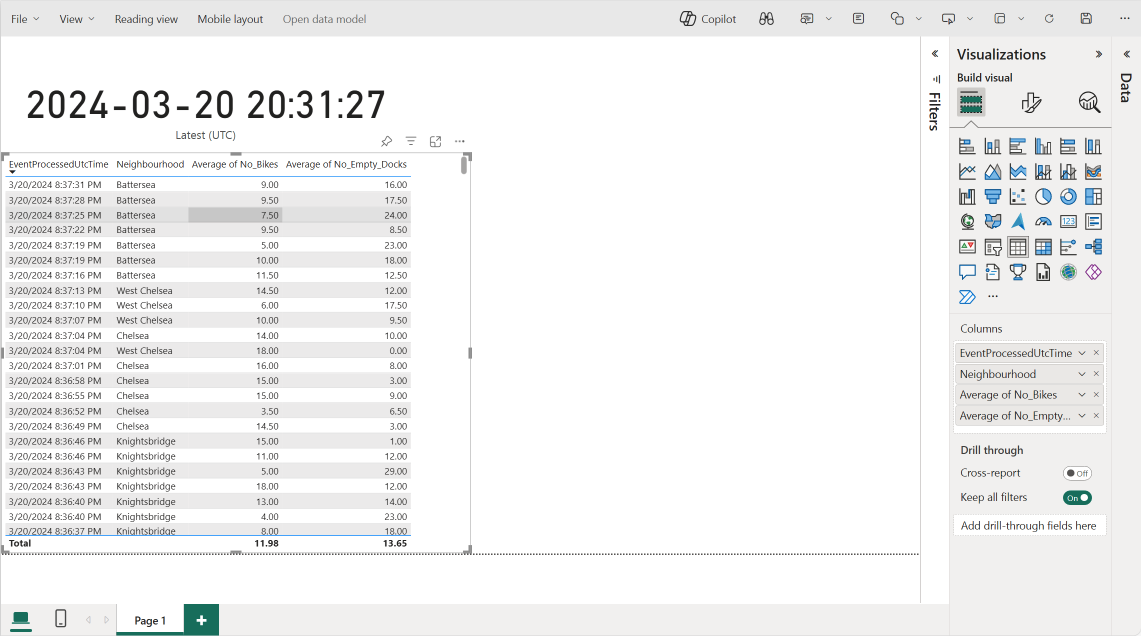 File View Reading view Mobile layout Open data model Copilot
2024-03-20 20:31:27
Latest (UTC)
EventProcessedUtcTime Neighbourhood Average of No_Bikes Average of No_Empty_Docks
3/20/2024 8:37:31 PM Battersea 9.00 16.00
3/20/2024 8:37:28 PM Battersea 9.50 17.50
3/20/2024 8:37:25 PM Battersea 7.50 24.00
3/20/2024 8:37:22 PM Battersea 9.50 8.50
3/20/2024 8:37:19 PM Battersea 5.00 23.00
3/20/2024 8:37:19 PM Battersea 10.00 18.00
3/20/2024 8:37:16 PM Battersea 11.50 12.50
3/20/2024 8:37:13 PM West Chelsea 14.50 12.00
3/20/2024 8:37:10 PM West Chelsea 6.00 17.50
3/20/2024 8:37:07 PM West Chelsea 10.00 9.50
3/20/2024 8:37:04 PM Chelsea 14.00 10.00
3/20/2024 8:37:04 PM West Chelsea 18.00 0.00
3/20/2024 8:37:01 PM Chelsea 16.00 8.00
3/20/2024 8:36:58 PM Chelsea 15.00 3.00
3/20/2024 8:36:55 PM Chelsea 15.00 9.00
3/20/2024 8:36:52 PM Chelsea 3.50 6.50
3/20/2024 8:36:49 PM Chelsea 14.50 3.00
3/20/2024 8:36:46 PM Knightsbridge 15.00 1.00
3/20/2024 8:36:46 PM Knightsbridge 11.00 12.00
3/20/2024 8:36:43 PM Knightsbridge 5.00 29.00
3/20/2024 8:36:43 PM Knightsbridge 18.00 12.00
3/20/2024 8:36:40 PM Knightsbridge 13.00 14.00
3/20/2024 8:36:40 PM Knightsbridge 4.00 23.00
3/20/2024 8:36:37 PM Knightsbridge 8.00 18.00
Total 11.98 13.65
Filters
Visualizations
Build visual
123
Columns
EventProcessedUtcTime
Neighbourhood
Average of No_Bikes
Average of No_Empty...
Drill through
Cross-report Off
Keep all filters On
Add drill-through fields here
Data
Page 1